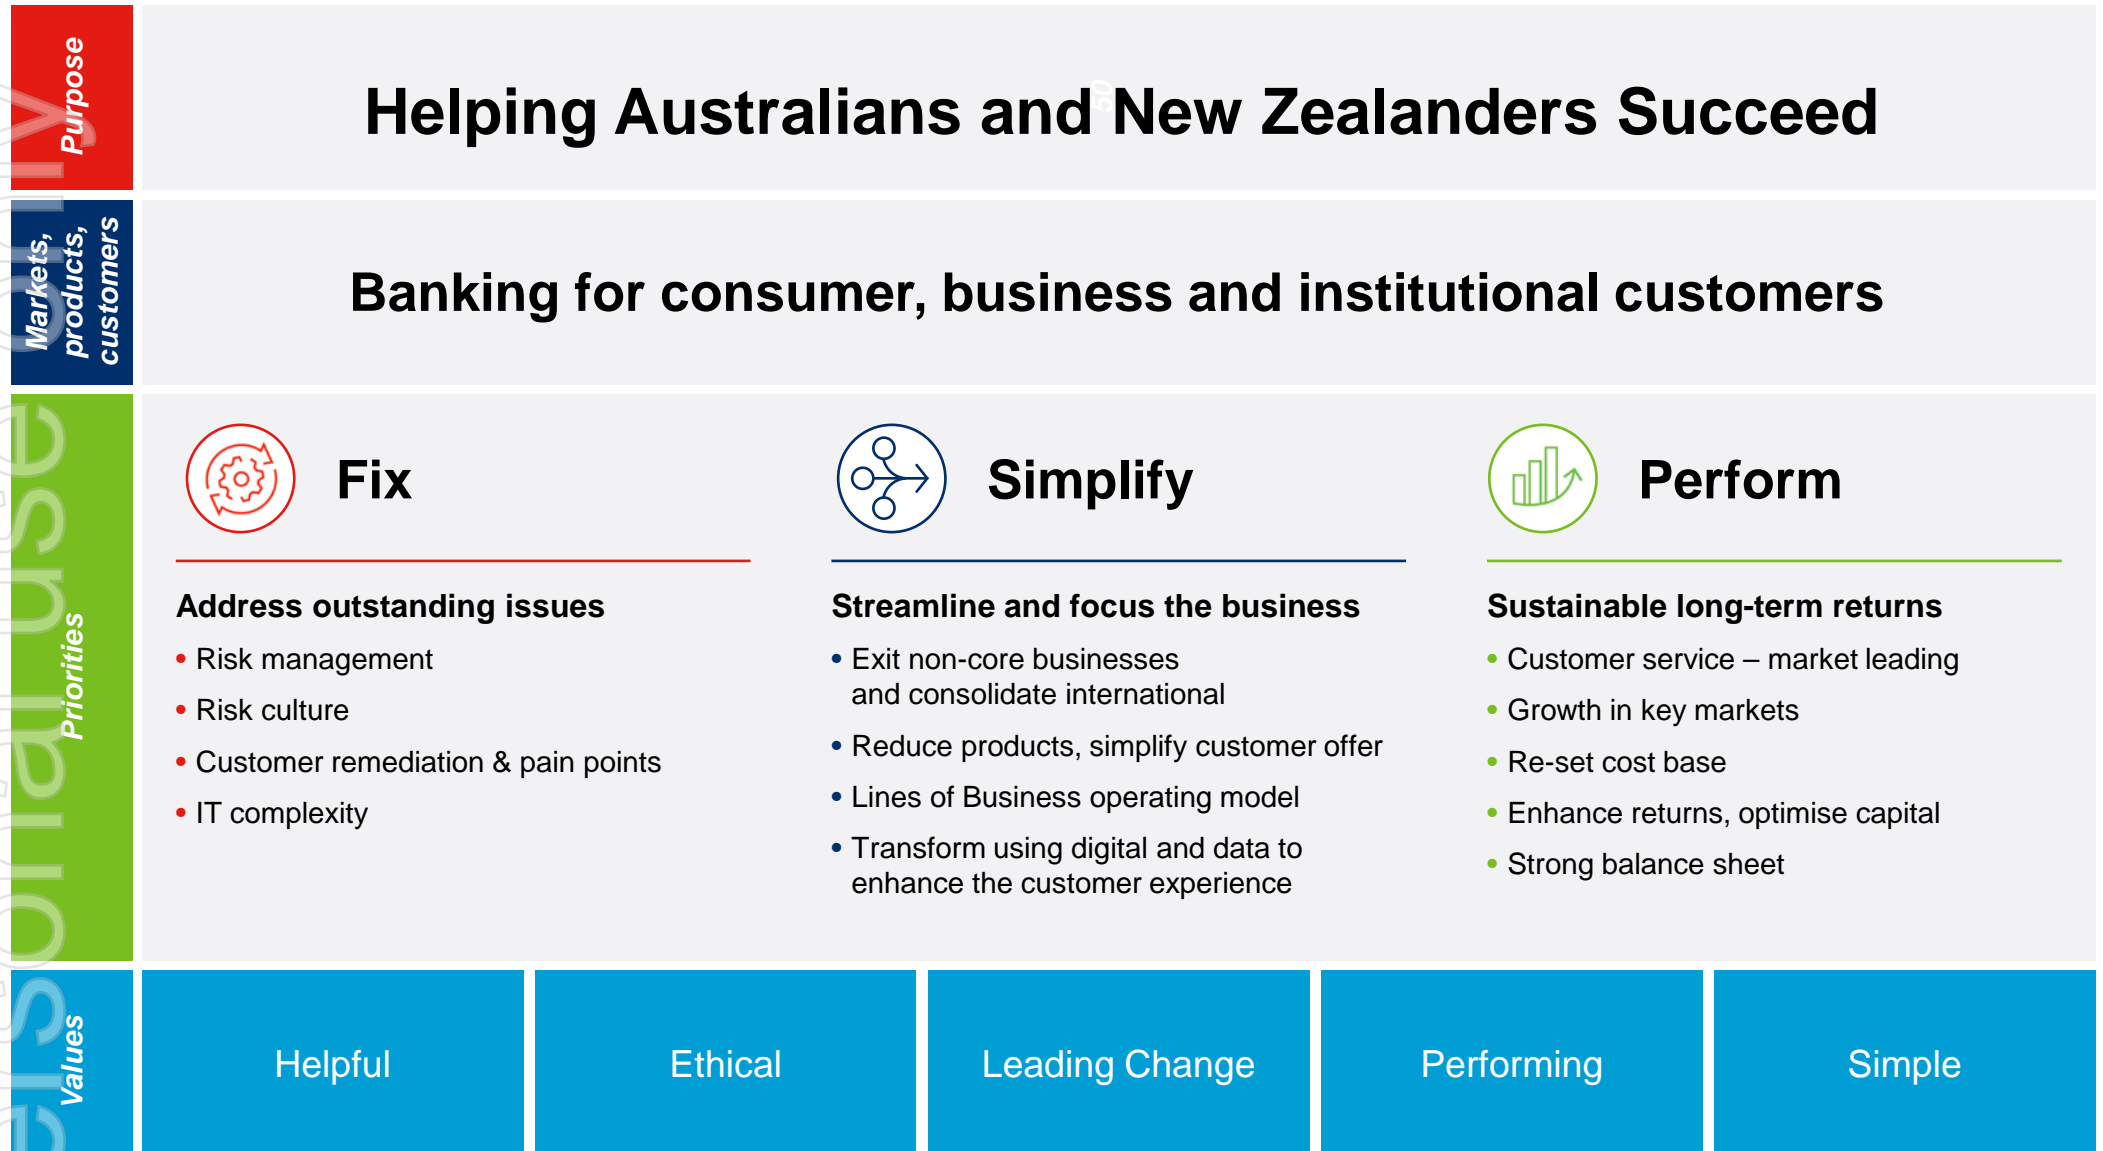 Purpose
Helping Australians and New Zealanders Succeed
50
Markets,
products,
customers
Banking for consumer, business and institutional customers
Priorities
Fix
Address outstanding issues
• Risk management
• Risk culture
• Customer remediation & pain points
• IT complexity
Simplify
Streamline and focus the business
• Exit non-core businesses
and consolidate international
• Reduce products, simplify customer offer
• Lines of Business operating model
• Transform using digital and data to
enhance the customer experience
Perform
Sustainable long-term returns
• Customer service – market leading
• Growth in key markets
• Re-set cost base
• Enhance returns, optimise capital
• Strong balance sheet
Values
Helpful
Ethical
Leading Change
Performing
Simple
ersonal use only